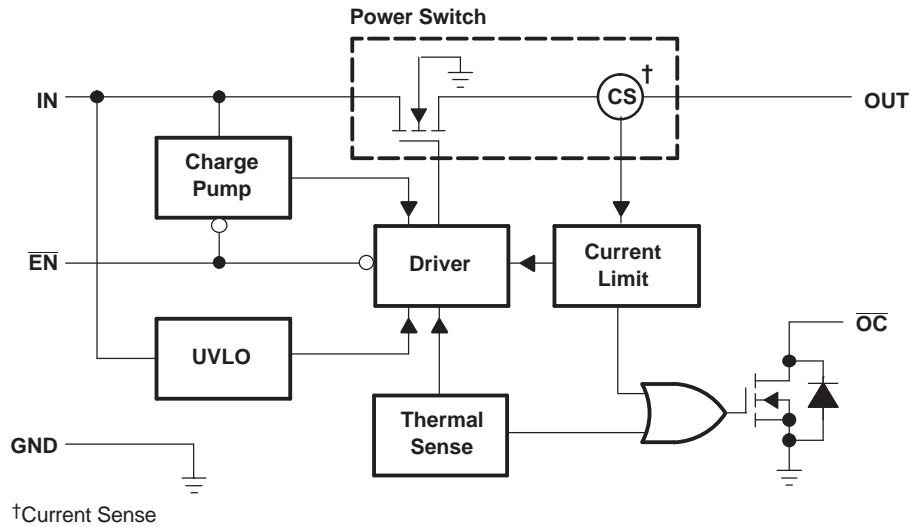 Power Switch
†
IN
CS
OUT
Charge
Pump
EN
Driver
Current
Limit
OC
UVLO
Thermal
Sense
GND
†Current Sense